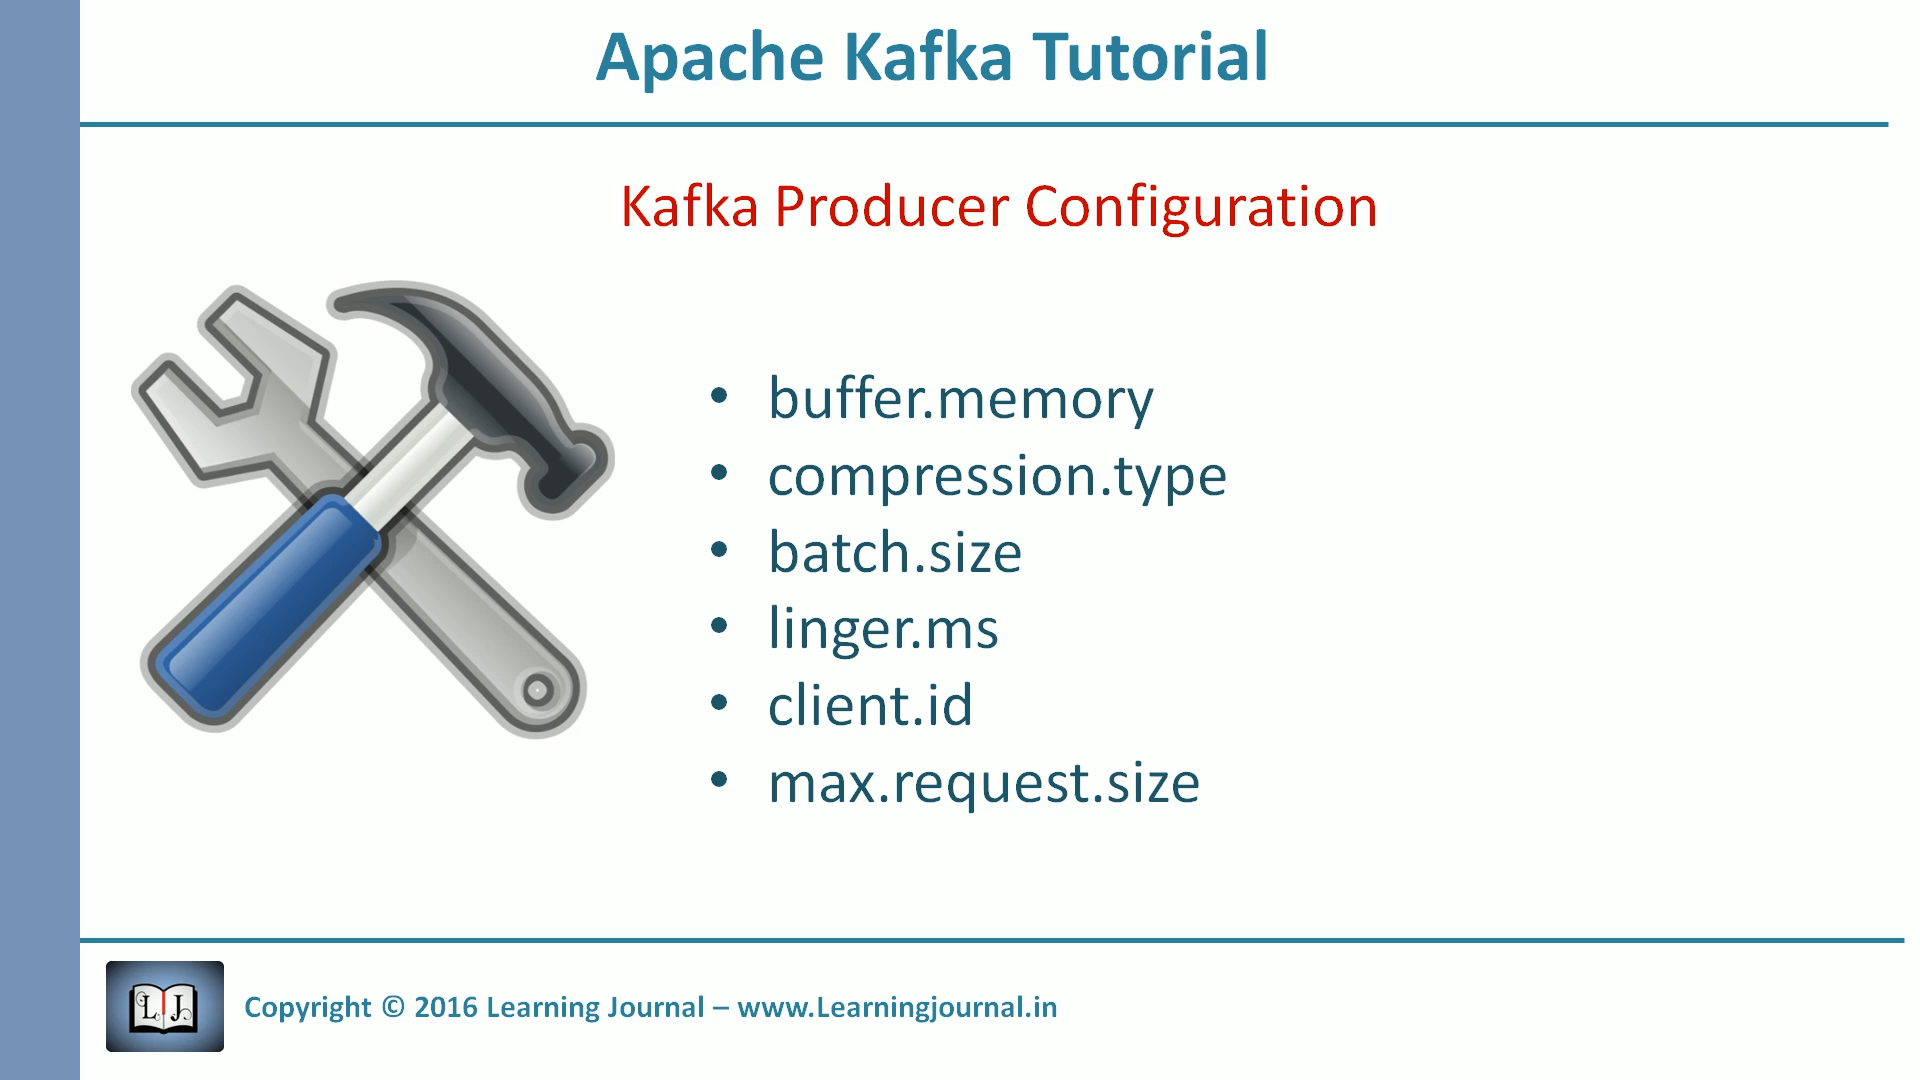 Apache Kafka Tutorial
Kafka Producer Configuration
• buffer.memory
• compression.type
• batch.size
• linger.ms
• client.id
• max.request.size
L J
Copyright © 2016 Learning Journal – www.Learningjournal.in